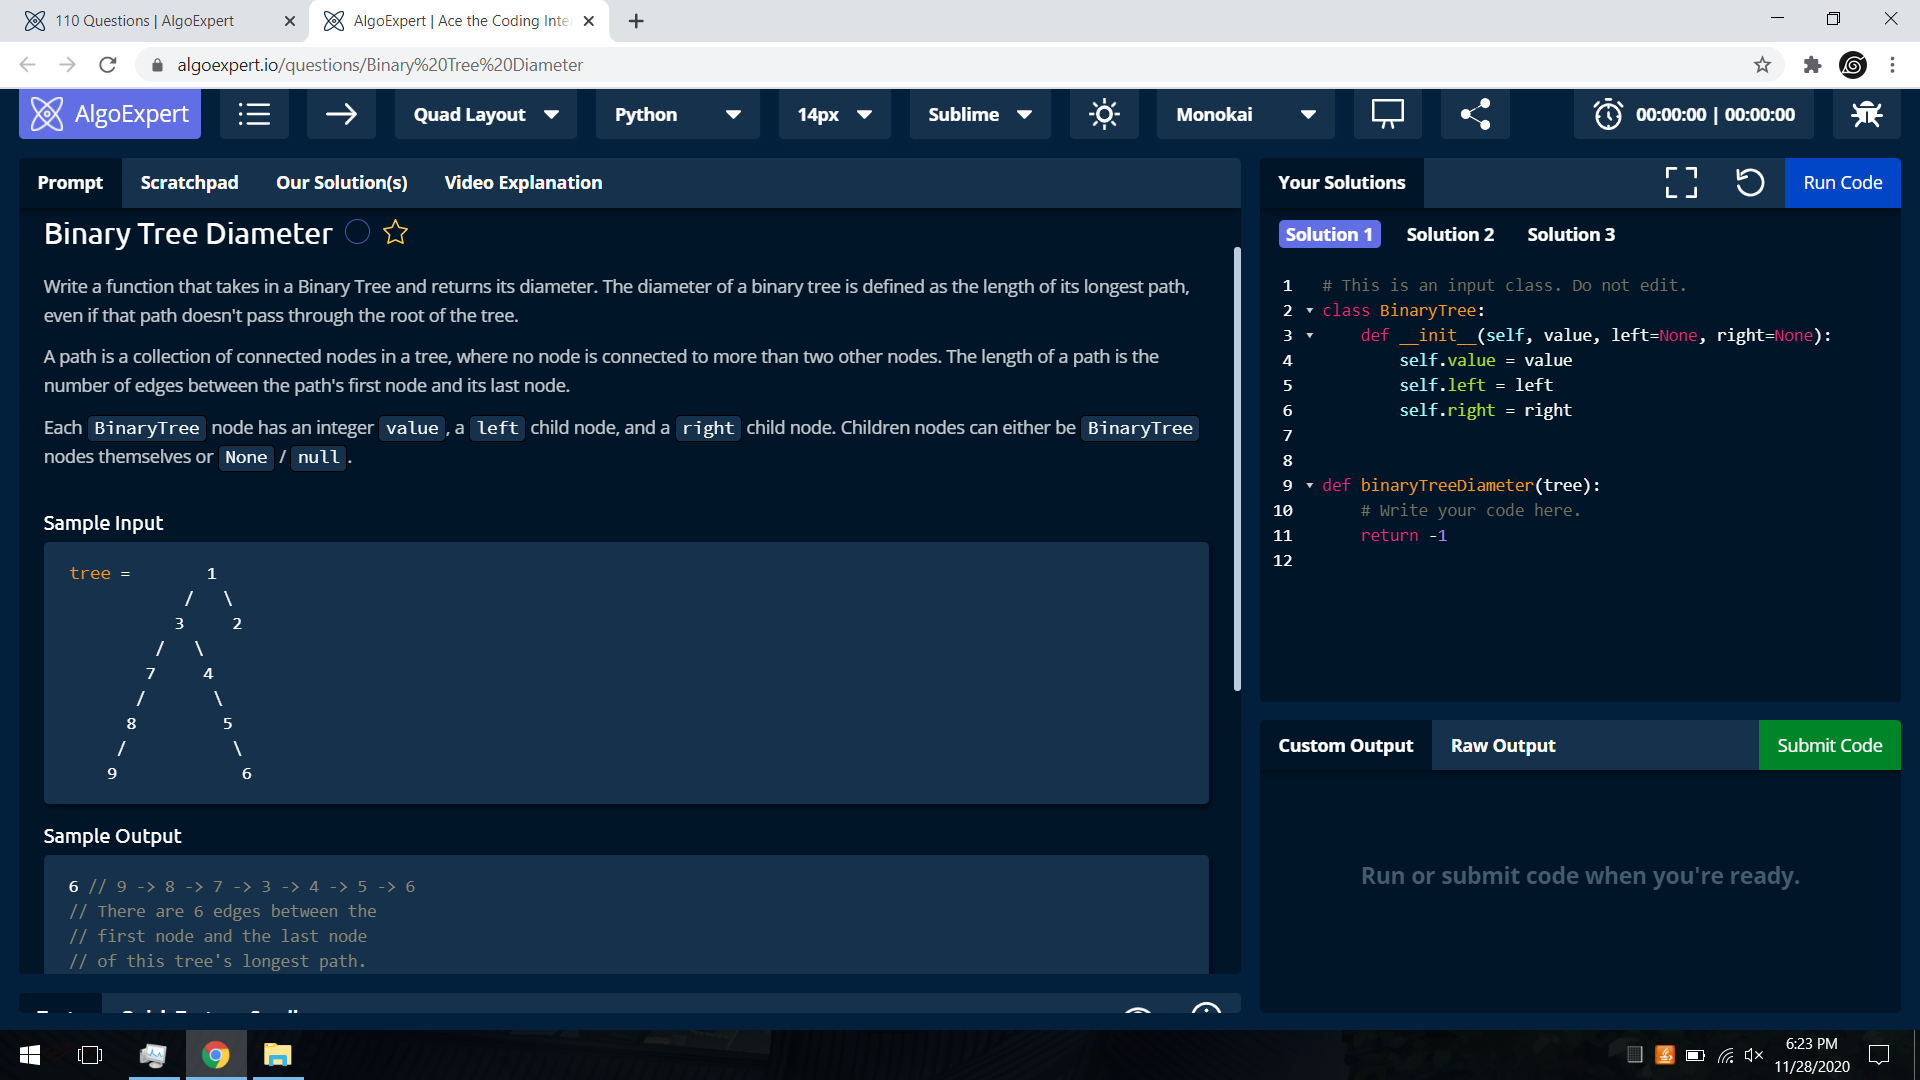 110 Questions | AlgoExpert
AlgoExpert | Ace the Coding Inte
algoexpert.io/questions/Binary%20Tree%20Diameter
AlgoExpert
Quad Layout
Python
14px
Sublime
Monokai
00:00:00 | 00:00:00
Prompt Scratchpad Our Solution(s) Video Explanation
Binary Tree Diameter
Write a function that takes in a Binary Tree and returns its diameter. The diameter of a binary tree is defined as the length of its longest path,
even if that path doesn't pass through the root of the tree.
A path is a collection of connected nodes in a tree, where no node is connected to more than two other nodes. The length of a path is the
number of edges between the path's first node and its last node.
Each BinaryTree node has an integer value , a left child node, and a right child node. Children nodes can either be BinaryTree
nodes themselves or None / null .
Sample Input
tree = 1
/ \
3 2
/ \
7 4
/ \
8 5
/ \
9 6
Sample Output
6 // 9 -> 8 -> 7 -> 3 -> 4 -> 5 -> 6
// There are 6 edges between the
// first node and the last node
// of this tree's longest path.
Your Solutions
Run Code
Solution 1 Solution 2 Solution 3
1 # This is an input class. Do not edit.
2 class BinaryTree:
3 def __init__(self, value, left=None, right=None):
4 self.value = value
5 self.left = left
6 self.right = right
7
8
9 def binaryTreeDiameter(tree):
10 # Write your code here.
11 return -1
12
Custom Output Raw Output
Submit Code
Run or submit code when you're ready.
6:23 PM
11/28/2020